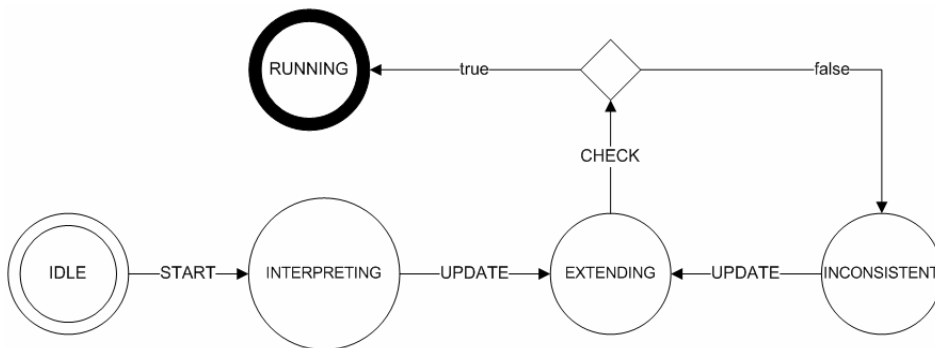 RUNNING
true
false
CHECK
IDLE
START
INTERPRETING
UPDATE
EXTENDING
UPDATE
INCONSISTENT